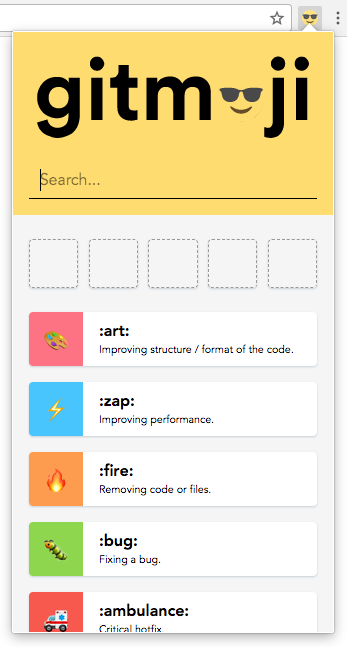 gitm😎ji
Search...
:art:
Improving structure / format of the code.
:zap:
Improving performance.
:fire:
Removing code or files.
:bug:
Fixing a bug.
:ambulance:
Critical hotfix.